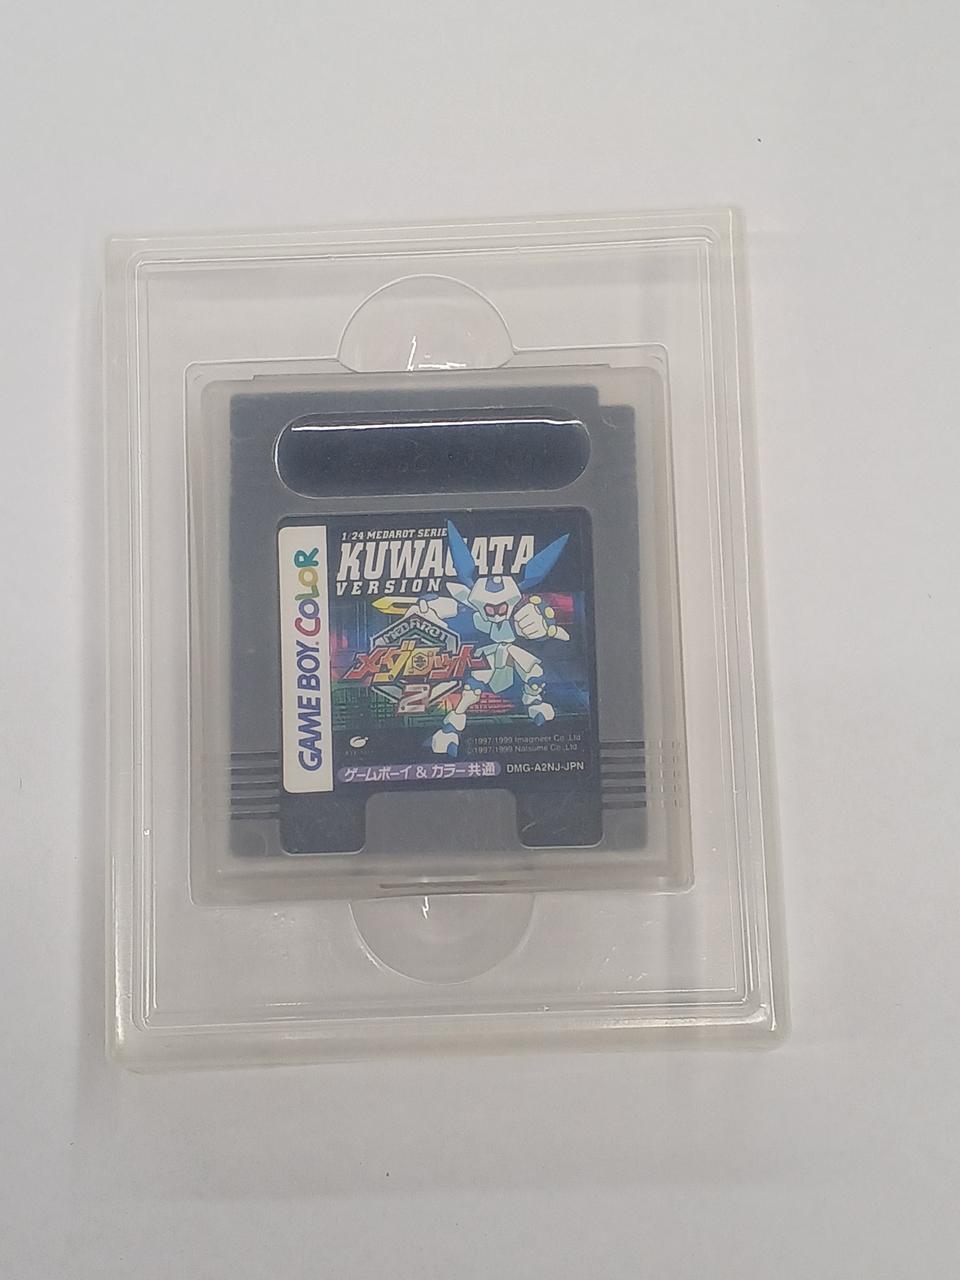 GAME BOY COLOR
1/24 MEDAROT SERIE
KUWAGATA
VERSION
MEDAROT
メダロット
2
©1997/1999 Imagineer Co.,Ltd
©1997/1999 Natsume Co.,Ltd
ゲームボーイ & カラー共通
DMG-A2NJ-JPN